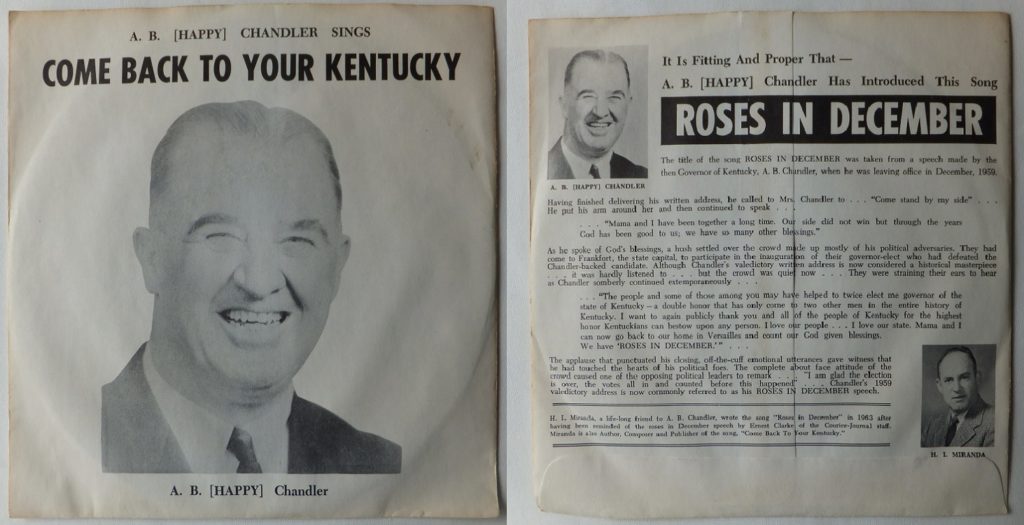 A. B. [HAPPY] CHANDLER SINGS
COME BACK TO YOUR KENTUCKY
A. B. [HAPPY] Chandler
It Is Fitting And Proper That —
A. B. [HAPPY] Chandler Has Introduced This Song
ROSES IN DECEMBER
A. B. [HAPPY] CHANDLER
The title of the song ROSES IN DECEMBER was taken from a speech made by the
then Governor of Kentucky, A. B. Chandler, when he was leaving office in December, 1959.
Having finished delivering his written address, he called to Mrs. Chandler to . . . "Come stand by my side" . . .
He put his arm around her and then continued to speak . . .
. . . "Mama and I have been together a long time. Our side did not win but through the years
God has been good to us; we have so many other blessings."
As he spoke of God's blessings, a hush settled over the crowd made up mostly of his political adversaries. They had
come to Frankfort, the state capital, to participate in the inauguration of their governor-elect who had defeated the
Chandler-backed candidate. Although Chandler's valedictory written address is now considered a historical masterpiece
. . . it was hardly listened to . . . . but the crowd was quiet now . . . They were straining their ears to hear
as Chandler somberly continued extemporaneously . . .
. . . "The people and some of those among you may have helped to twice elect me governor of the
state of Kentucky — a double honor that has only come to two other men in the entire history of
Kentucky. I want to again publicly thank you and all of the people of Kentucky for the highest
honor Kentuckians can bestow upon any person. I love our people . . . I love our state. Mama and I
can now go back to our home in Versailles and count our God given blessings.
We have 'ROSES IN DECEMBER.'" . . .
The applause that punctuated his closing, off-the-cuff emotional utterances gave witness that
he had touched the hearts of his political foes. The complete about face attitude of the
crowd caused one of the opposing political leaders to remark . . . . "I am glad the election
is over, the votes all in and counted before this happened" . . . . Chandler's 1959
valedictory address is now commonly referred to as his ROSES IN DECEMBER speech.
H. I. Miranda, a life-long friend to A. B. Chandler, wrote the song "Roses in December" in 1963 after
having been reminded of the roses in December speech by Ernest Clarke of the Courier-Journal staff.
Miranda is also Author, Composer and Publisher of the song, "Come Back To Your Kentucky."
H. I. MIRANDA